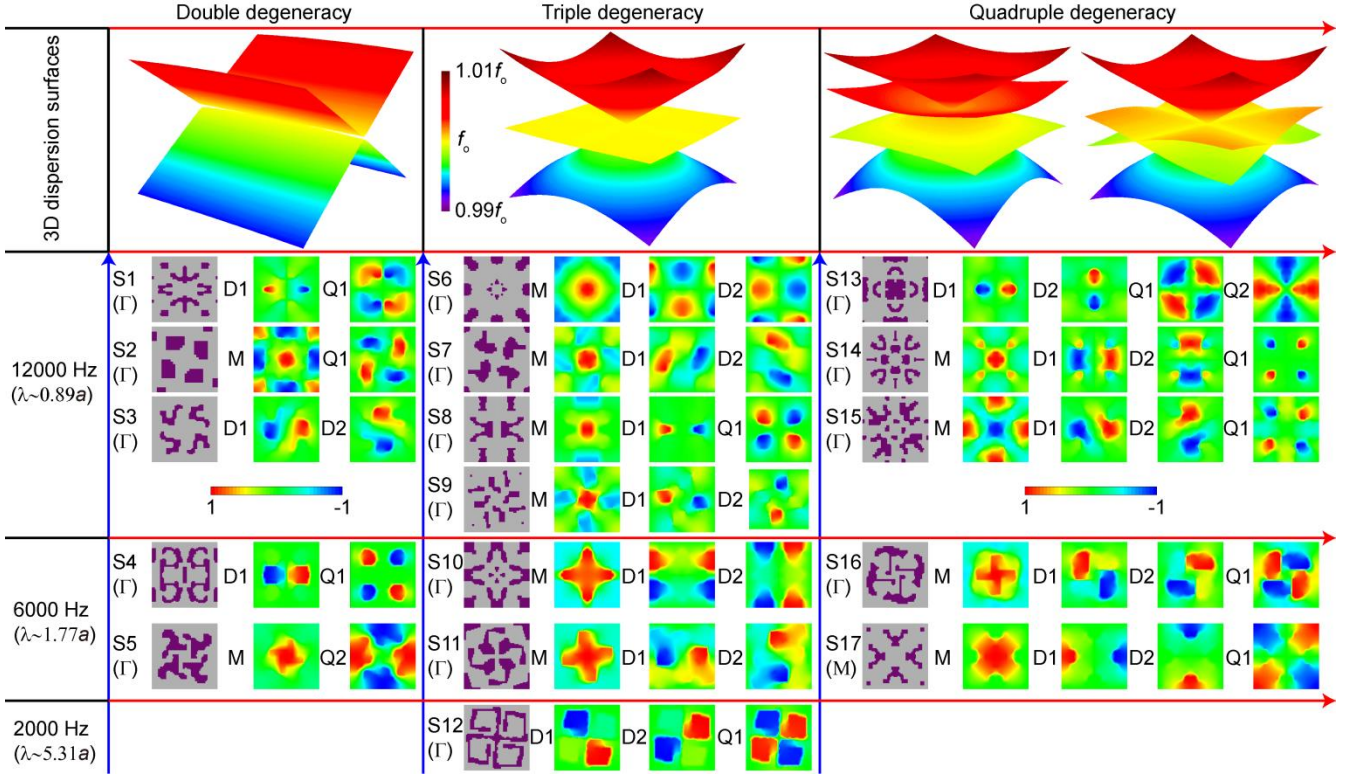 Double degeneracy
Triple degeneracy
Quadruple degeneracy
3D dispersion surfaces
1.01fₒ
fₒ
0.99fₒ
12000 Hz
(λ~0.89a)
S1
(Γ)
D1
Q1
S6
(Γ)
M
D1
D2
S13
(Γ)
D1
D2
Q1
Q2
S2
(Γ)
M
Q1
S7
(Γ)
M
D1
D2
S14
(Γ)
M
D1
D2
Q1
S3
(Γ)
D1
D2
S8
(Γ)
M
D1
Q1
S15
(Γ)
M
D1
D2
Q1
1
-1
S9
(Γ)
M
D1
D2
1
-1
6000 Hz
(λ~1.77a)
S4
(Γ)
D1
Q1
S10
(Γ)
M
D1
D2
S16
(Γ)
M
D1
D2
Q1
S5
(Γ)
M
Q2
S11
(Γ)
M
D1
D2
S17
(M)
M
D1
D2
Q1
2000 Hz
(λ~5.31a)
S12
(Γ)
D1
D2
Q1